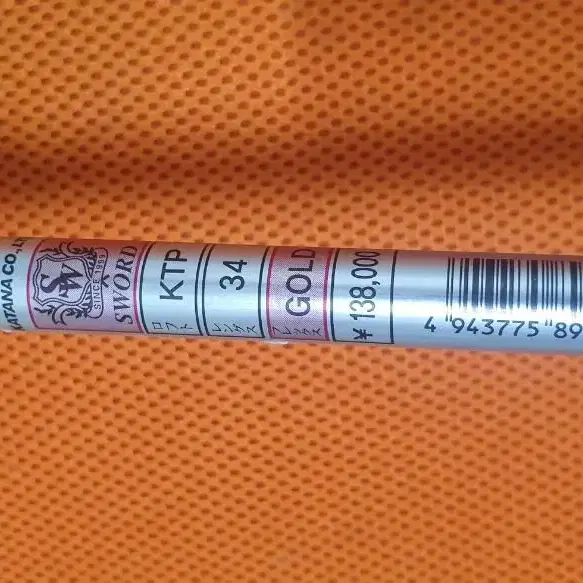 KATANA CO.,
SW
SINCE 1999
SWORD
KTP
ロフト
34
レングス
GOLD
フレックス
¥ 138,000
4 943775 89